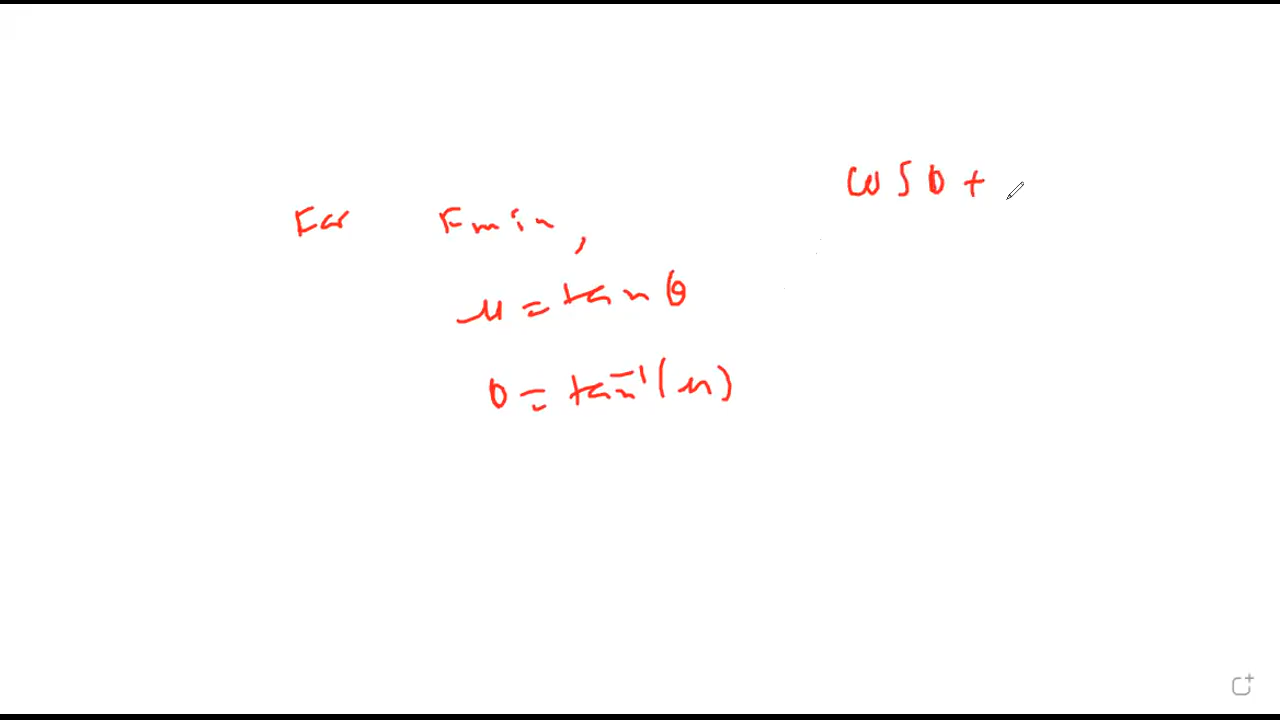 For Fmin,
μ = tan θ
θ = tan⁻¹(μ)
cos θ +